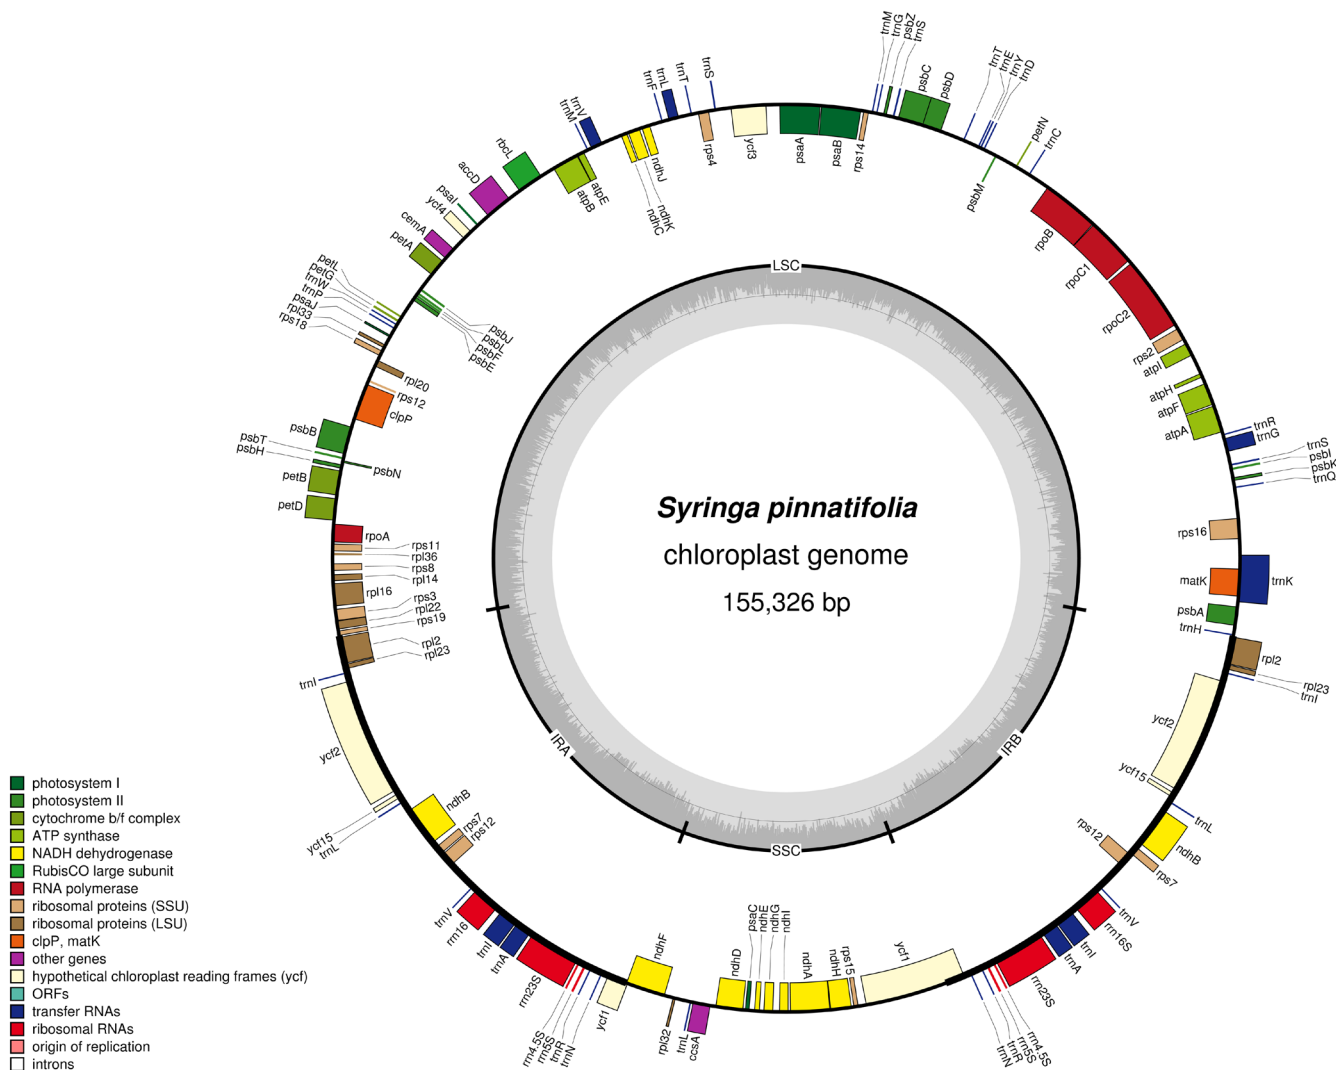 Syringa pinnatifolia
chloroplast genome
155,326 bp
LSC
IRB
SSC
IRA
trnM
trnG
psbZ
trnS
psbC
psbD
trnT
trnE
trnY
trnD
petN
trnC
psbM
rpoB
rpoC1
rpoC2
rps2
atpI
atpH
atpF
atpA
trnR
trnG
trnS
psbI
psbK
trnQ
rps16
matK
trnK
psbA
trnH
rpl2
rpl23
trnI
ycf2
ycf15
trnL
ndhB
rps7
rps12
trnV
rrn16S
trnI
trnA
rrn23S
rrn4.5S
rrn5S
trnR
trnN
ycf1
rps15
ndhH
ndhA
ndhI
ndhG
ndhE
psaC
ndhD
ccsA
trnL
rpl32
ndhF
ycf1
trnN
trnR
rrn5S
rrn4.5S
rrn23S
trnA
trnI
rrn16
trnV
rps12
rps7
ndhB
trnL
ycf15
ycf2
trnI
rpl23
rpl2
rps19
rpl22
rps3
rpl16
rpl14
rps8
rpl36
rps11
rpoA
petD
petB
psbN
psbH
psbT
psbB
clpP
rps12
rpl20
rps18
rpl33
psaJ
trnP
trnW
petG
petL
psbE
psbF
psbL
psbJ
petA
cemA
ycf4
psaI
accD
rbcL
atpB
atpE
trnM
trnV
ndhC
ndhK
ndhJ
trnF
trnL
trnT
trnS
rps4
ycf3
psaA
psaB
rps14
photosystem I
photosystem II
cytochrome b/f complex
ATP synthase
NADH dehydrogenase
RubisCO large subunit
RNA polymerase
ribosomal proteins (SSU)
ribosomal proteins (LSU)
clpP, matK
other genes
hypothetical chloroplast reading frames (ycf)
ORFs
transfer RNAs
ribosomal RNAs
origin of replication
introns